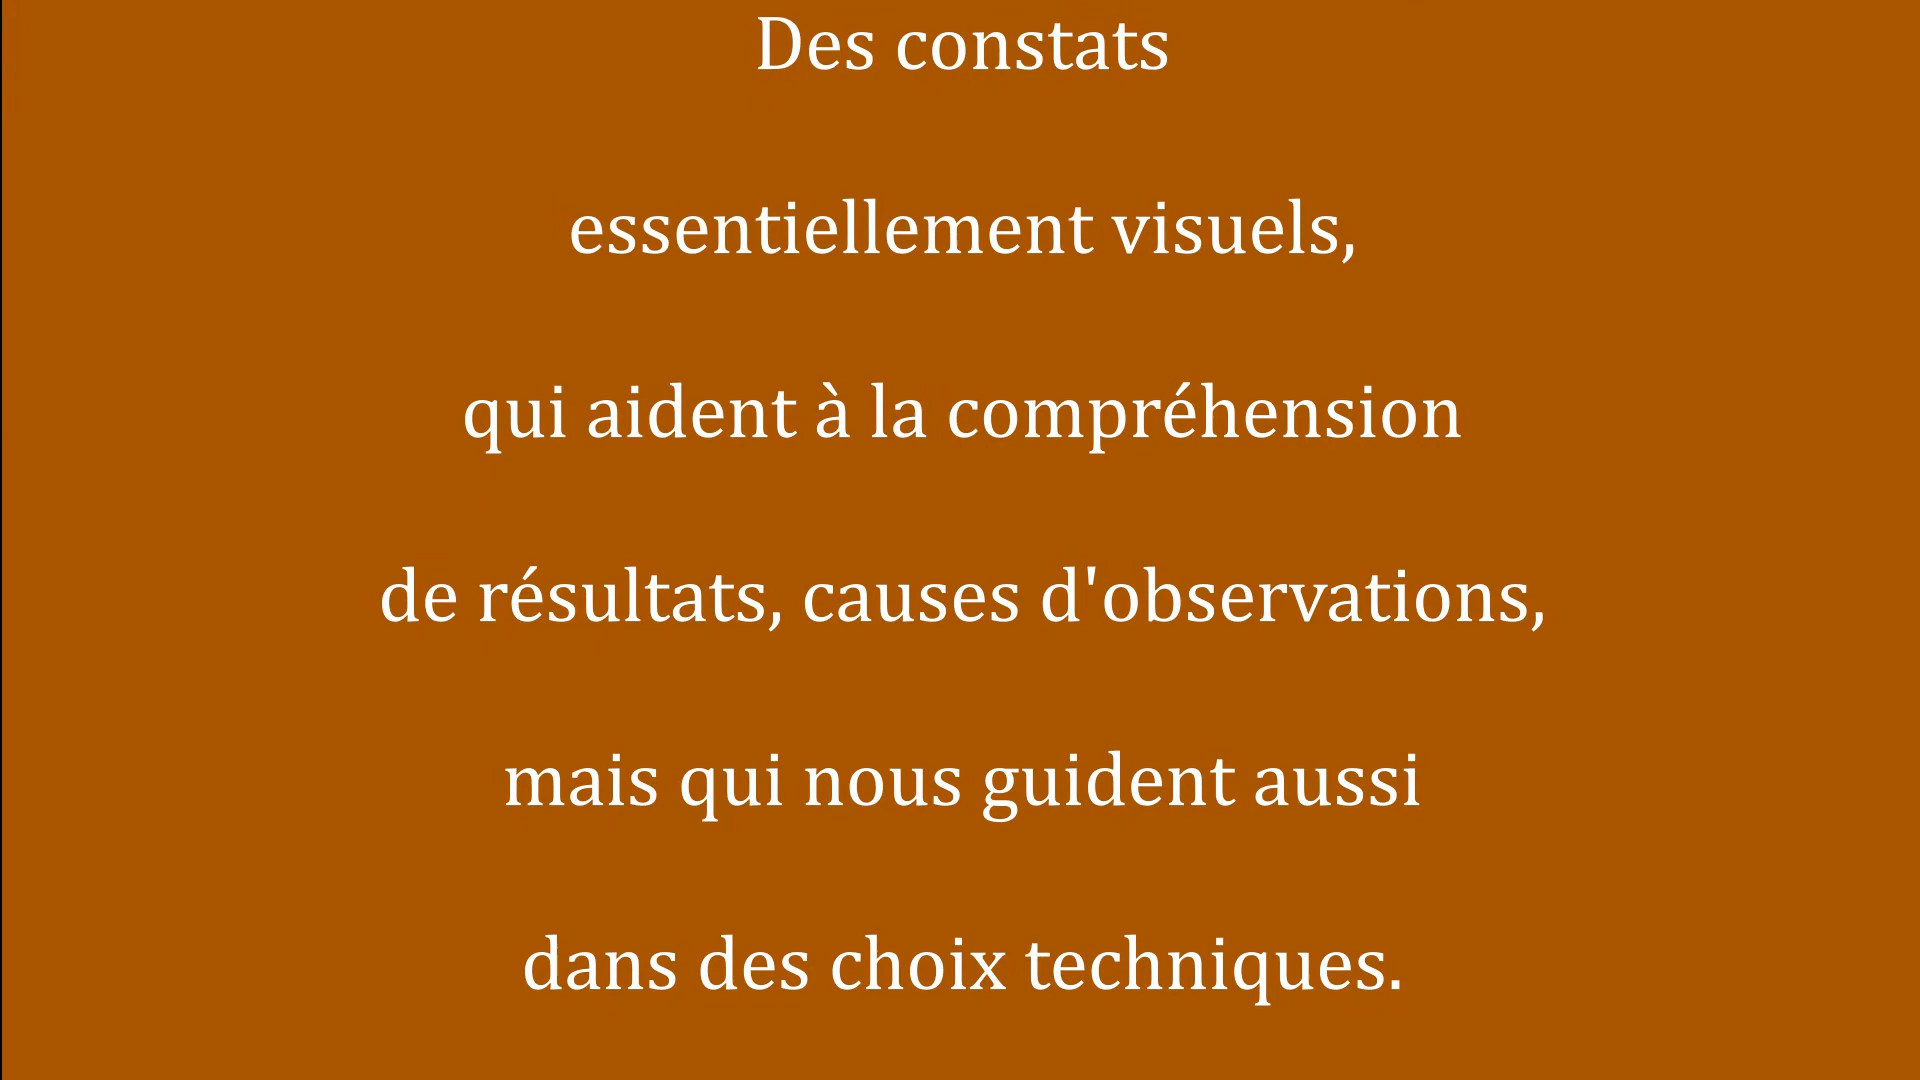 Des constats
essentiellement visuels,
qui aident à la compréhension
de résultats, causes d'observations,
mais qui nous guident aussi
dans des choix techniques.